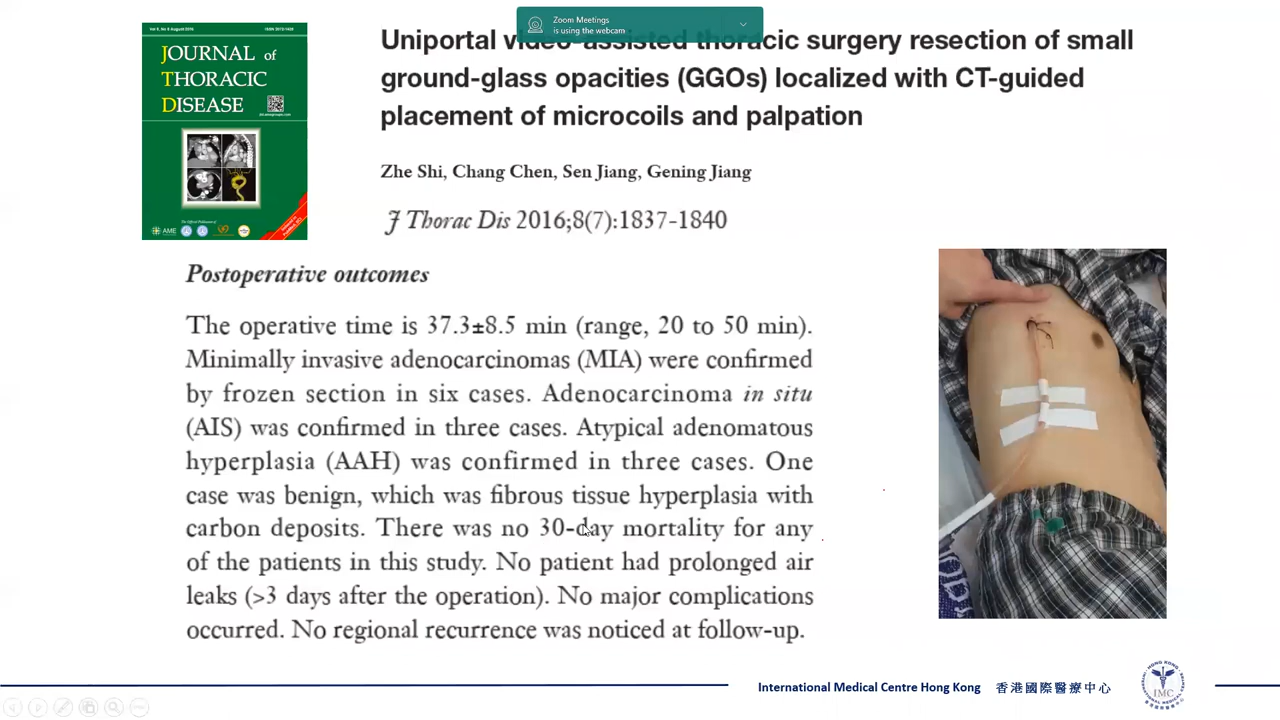 Vol 8, No 8 August 2016
JOURNAL of
THORACIC
DISEASE
AME
Zoom Meetings
is using the webcam
Uniportal video-assisted thoracic surgery resection of small
ground-glass opacities (GGOs) localized with CT-guided
placement of microcoils and palpation
Zhe Shi, Chang Chen, Sen Jiang, Gening Jiang
J Thorac Dis 2016;8(7):1837-1840
Postoperative outcomes
The operative time is 37.3±8.5 min (range, 20 to 50 min).
Minimally invasive adenocarcinomas (MIA) were confirmed
by frozen section in six cases. Adenocarcinoma in situ
(AIS) was confirmed in three cases. Atypical adenomatous
hyperplasia (AAH) was confirmed in three cases. One
case was benign, which was fibrous tissue hyperplasia with
carbon deposits. There was no 30-day mortality for any
of the patients in this study. No patient had prolonged air
leaks (>3 days after the operation). No major complications
occurred. No regional recurrence was noticed at follow-up.
International Medical Centre Hong Kong 香港國際醫療中心
IMC